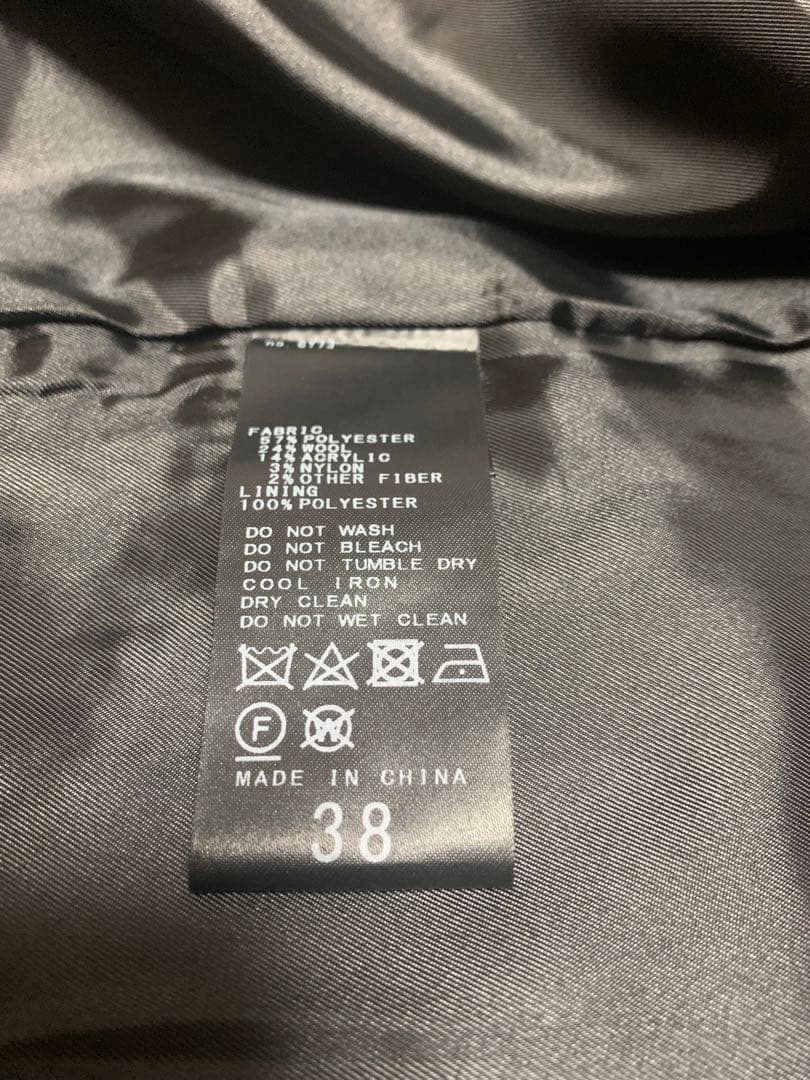 FABRIC
57% POLYESTER
24% WOOL
14% ACRYLIC
3% NYLON
2% OTHER FIBER
LINING
100% POLYESTER
DO NOT WASH
DO NOT BLEACH
DO NOT TUMBLE DRY
COOL IRON
DRY CLEAN
DO NOT WET CLEAN
F W
MADE IN CHINA
38